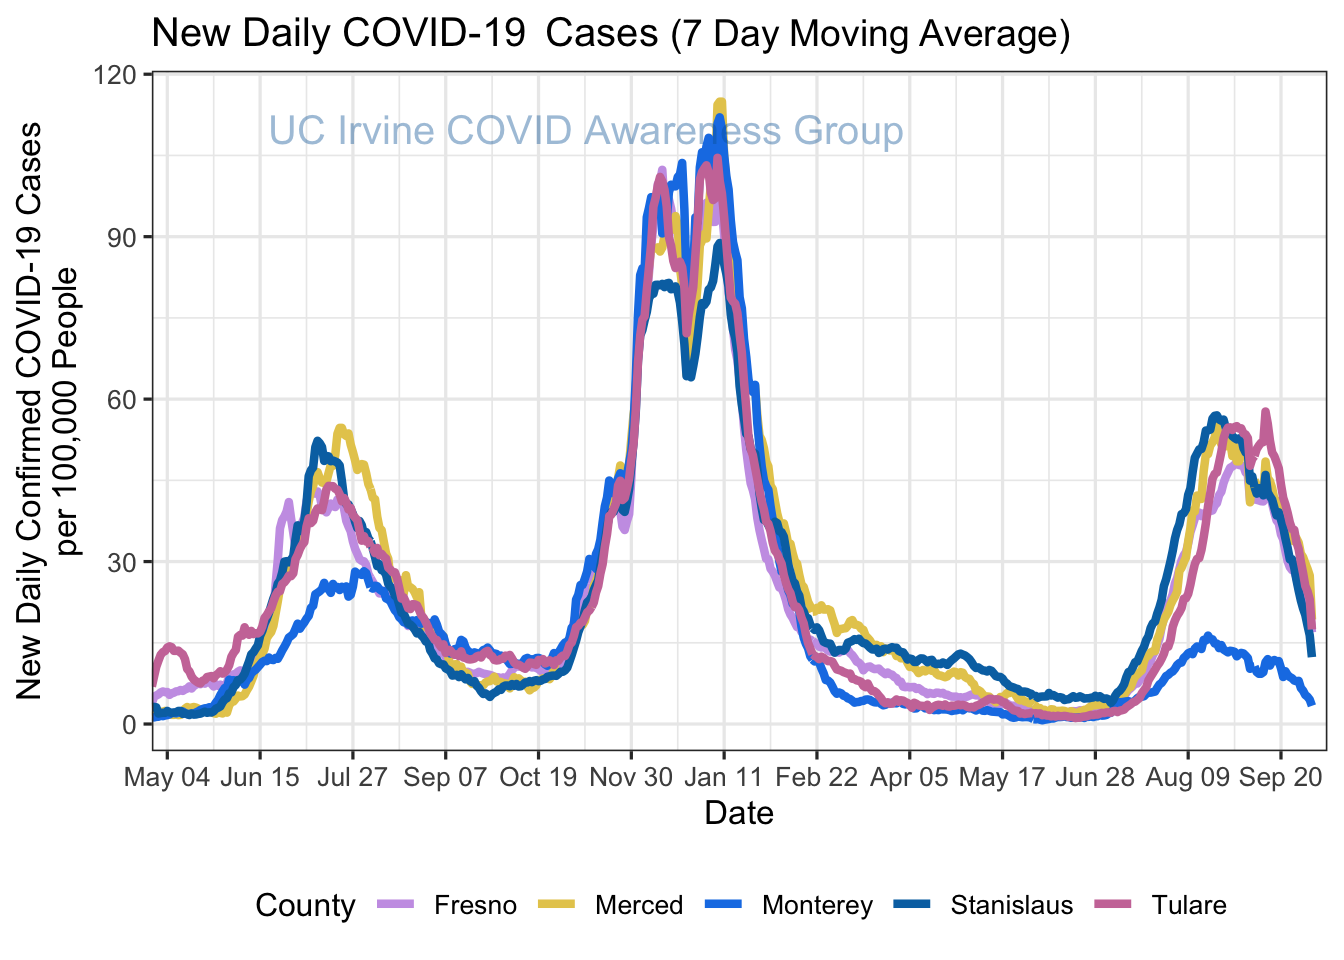 New Daily COVID-19  Cases (7 Day Moving Average)
UC Irvine COVID Awareness Group
New Daily Confirmed COVID-19 Cases
per 100,000 People
120
90
60
30
0
May 04 Jun 15 Jul 27 Sep 07 Oct 19 Nov 30 Jan 11 Feb 22 Apr 05 May 17 Jun 28 Aug 09 Sep 20
Date
County Fresno Merced Monterey Stanislaus Tulare